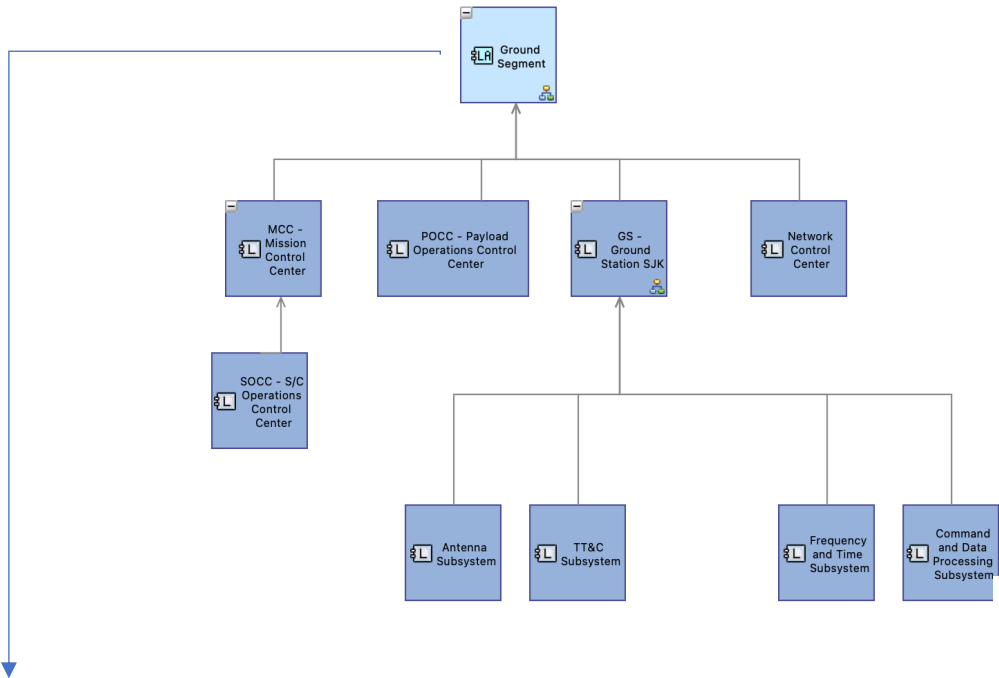 LA
Ground
Segment
MCC -
Mission
Control
Center
L
POCC - Payload
Operations Control
Center
L
GS -
Ground
Station SJK
L
Network
Control
Center
L
SOCC - S/C
Operations
Control
Center
L
Antenna
Subsystem
L
TT&C
Subsystem
L
Frequency
and Time
Subsystem
L
Command
and Data
Processing
Subsystem
L